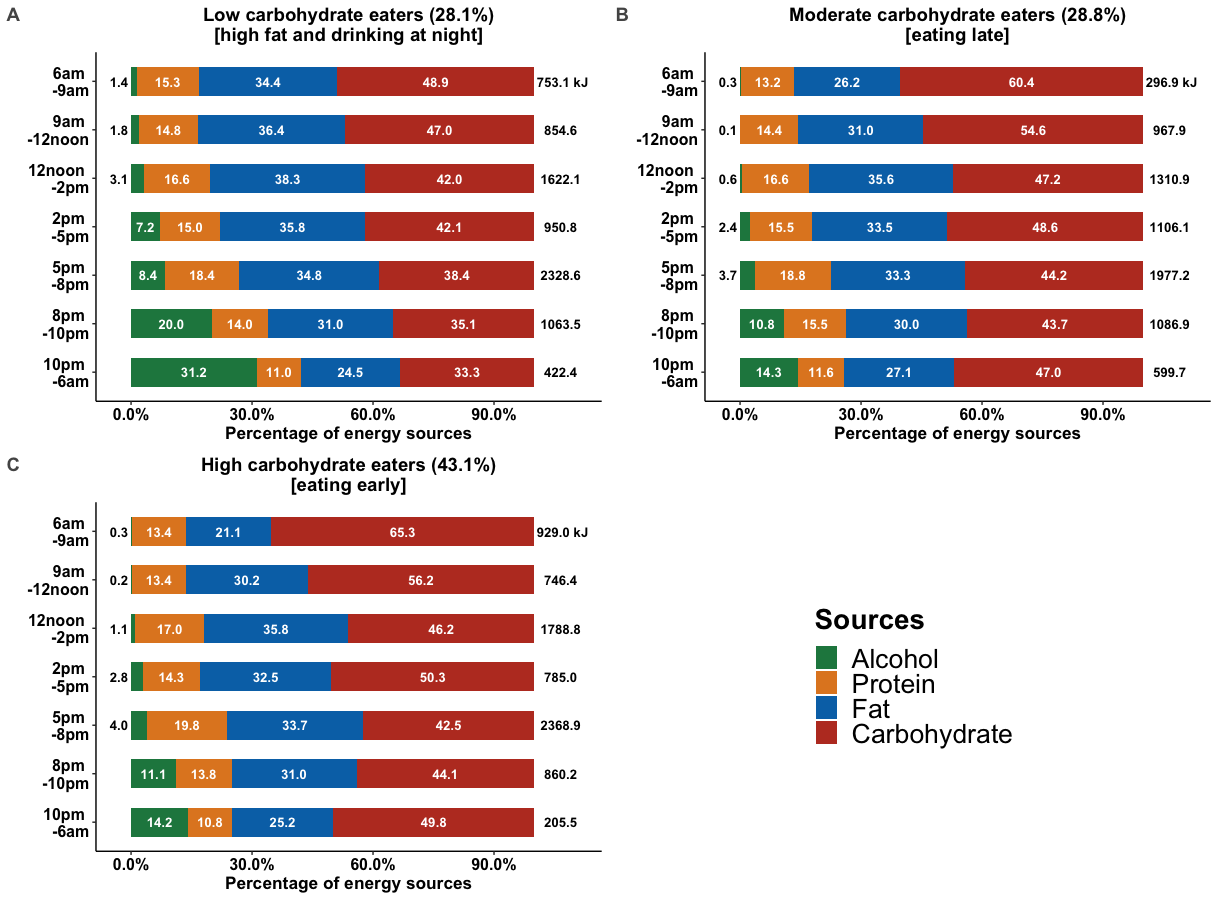 A
Low carbohydrate eaters (28.1%)
[high fat and drinking at night]
6am
-9am
1.4 15.3 34.4 48.9 753.1 kJ
9am
-12noon
1.8 14.8 36.4 47.0 854.6
12noon
-2pm
3.1 16.6 38.3 42.0 1622.1
2pm
-5pm
7.2 15.0 35.8 42.1 950.8
5pm
-8pm
8.4 18.4 34.8 38.4 2328.6
8pm
-10pm
20.0 14.0 31.0 35.1 1063.5
10pm
-6am
31.2 11.0 24.5 33.3 422.4
0.0% 30.0% 60.0% 90.0%
Percentage of energy sources
B
Moderate carbohydrate eaters (28.8%)
[eating late]
6am
-9am
0.3 13.2 26.2 60.4 296.9 kJ
9am
-12noon
0.1 14.4 31.0 54.6 967.9
12noon
-2pm
0.6 16.6 35.6 47.2 1310.9
2pm
-5pm
2.4 15.5 33.5 48.6 1106.1
5pm
-8pm
3.7 18.8 33.3 44.2 1977.2
8pm
-10pm
10.8 15.5 30.0 43.7 1086.9
10pm
-6am
14.3 11.6 27.1 47.0 599.7
0.0% 30.0% 60.0% 90.0%
Percentage of energy sources
C
High carbohydrate eaters (43.1%)
[eating early]
6am
-9am
0.3 13.4 21.1 65.3 929.0 kJ
9am
-12noon
0.2 13.4 30.2 56.2 746.4
12noon
-2pm
1.1 17.0 35.8 46.2 1788.8
2pm
-5pm
2.8 14.3 32.5 50.3 785.0
5pm
-8pm
4.0 19.8 33.7 42.5 2368.9
8pm
-10pm
11.1 13.8 31.0 44.1 860.2
10pm
-6am
14.2 10.8 25.2 49.8 205.5
0.0% 30.0% 60.0% 90.0%
Percentage of energy sources
Sources
Alcohol
Protein
Fat
Carbohydrate